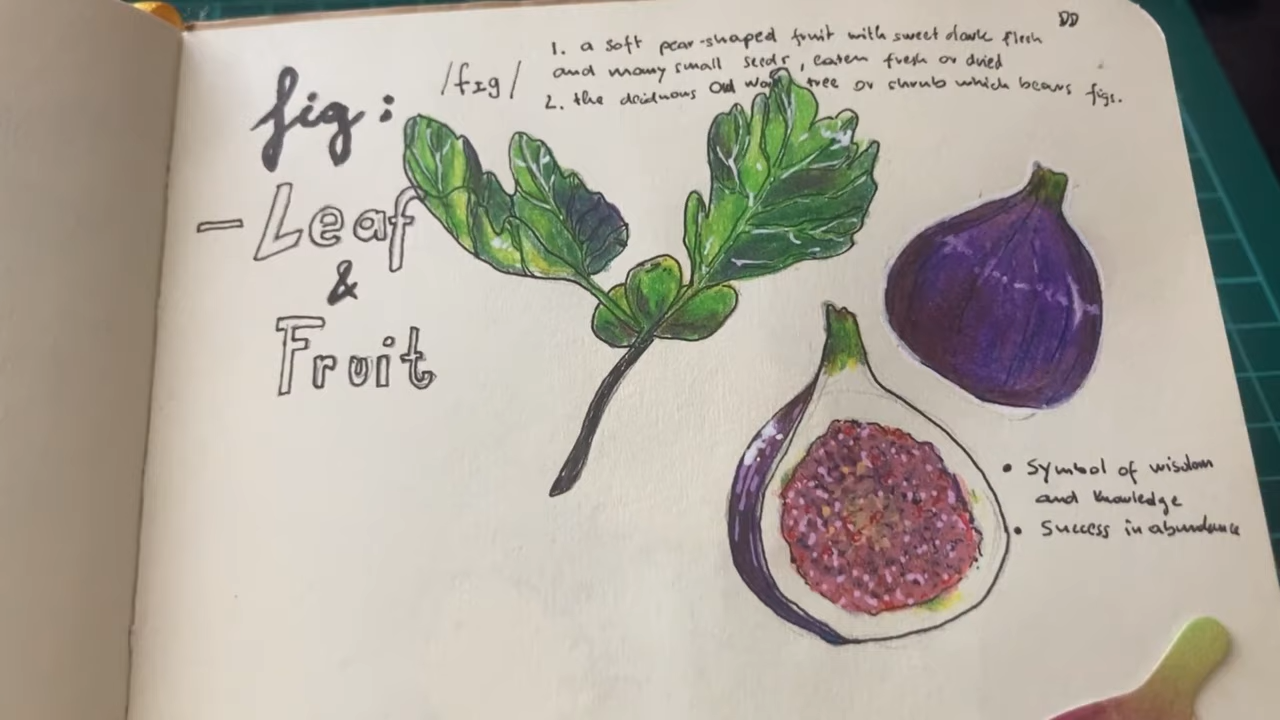 fig:
/fɪg/
1. a soft pear-shaped fruit with sweet dark flesh
and many small seeds, eaten fresh or dried
2. the deciduous Old tree or shrub which bears figs.
DD
- Leaf
&
Fruit
• Symbol of wisdom
and knowledge
• Success in abundance